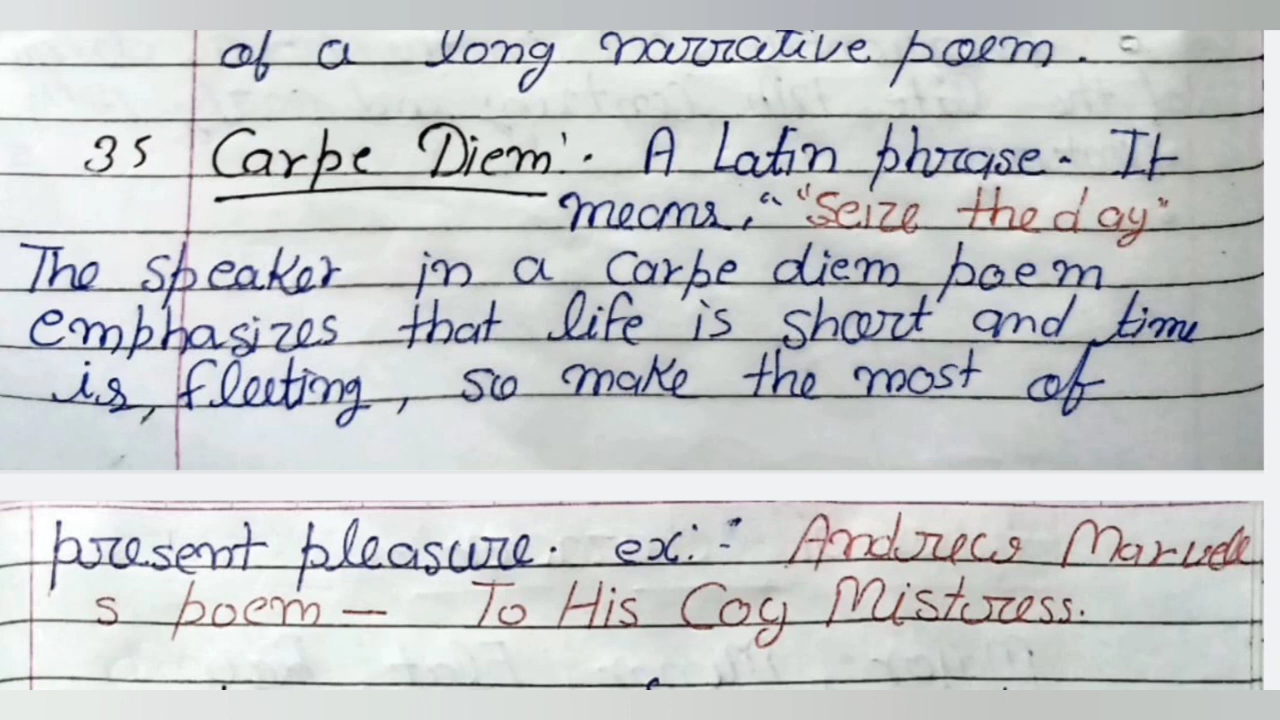 of a long narrative poem.
35 Carpe Diem:. A Latin phrase. It
means, "Seize the day"
The speaker in a carpe diem poem
emphasizes that life is short and time
is, fleeting, so make the most of
present pleasure. ex:- Andrew Marvell
s poem — To His Coy Mistress.